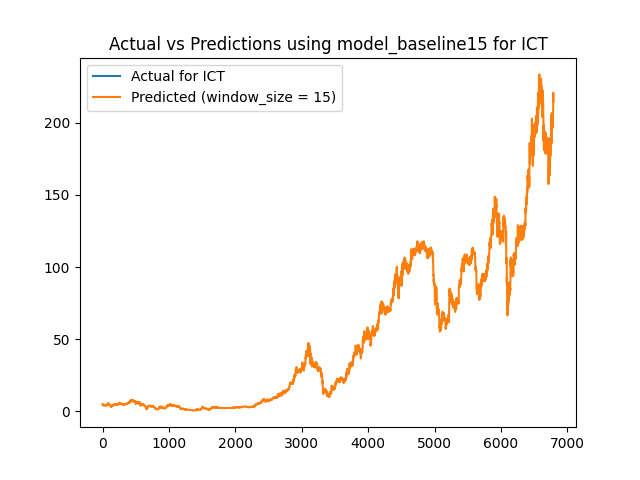 Actual vs Predictions using model_baseline15 for ICT
Actual for ICT
Predicted (window_size = 15)
200
150
100
50
0
0 1000 2000 3000 4000 5000 6000 7000